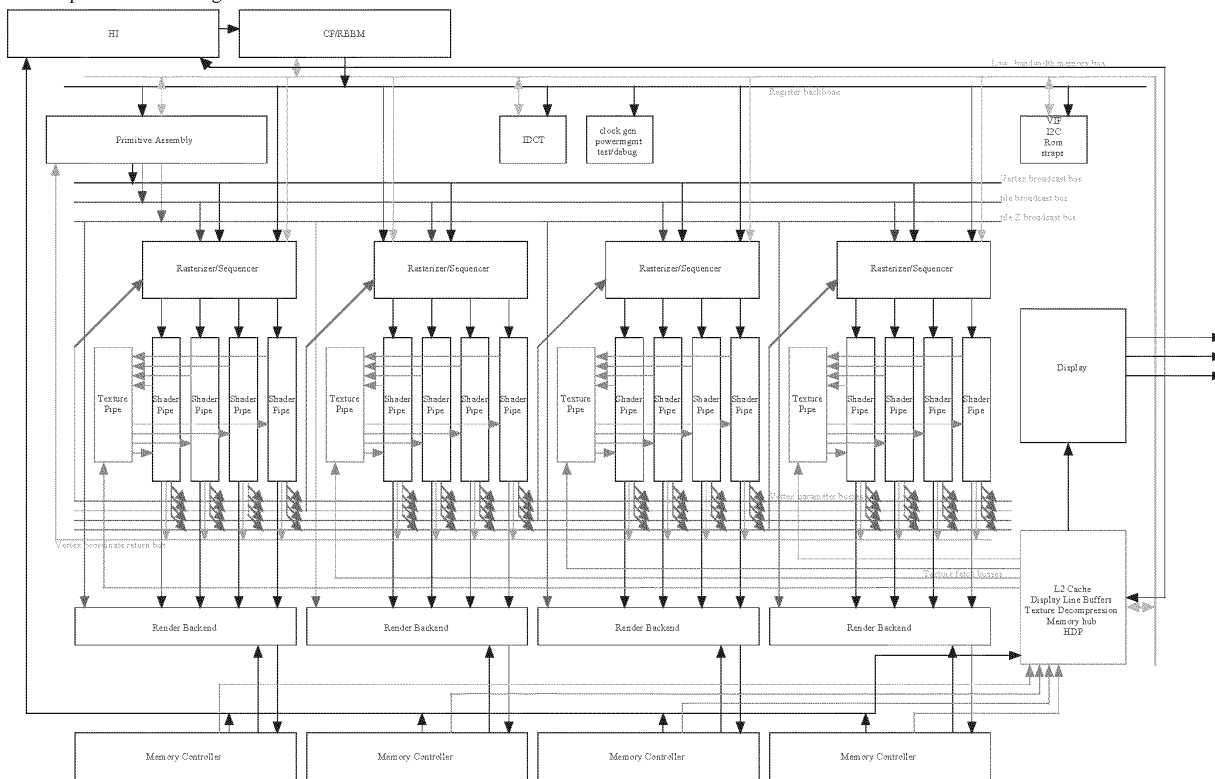 HI
CP/RBBM
Low bandwidth memory bus
Register backbone
Primitive Assembly
IDCT
clock gen
powermgmt
test/debug
VIP
I2C
Rom
straps
Vertex broadcast bus
tile broadcast bus
tile Z broadcast bus
Rasterizer/Sequencer
Rasterizer/Sequencer
Rasterizer/Sequencer
Rasterizer/Sequencer
Texture
Pipe
Shader
Pipe
Shader
Pipe
Shader
Pipe
Shader
Pipe
Texture
Pipe
Shader
Pipe
Shader
Pipe
Shader
Pipe
Shader
Pipe
Texture
Pipe
Shader
Pipe
Shader
Pipe
Shader
Pipe
Shader
Pipe
Texture
Pipe
Shader
Pipe
Shader
Pipe
Shader
Pipe
Shader
Pipe
Display
Vertex parameter busses
Vertex coordinate return bus
Texture fetch busses
L2 Cache
Display Line Buffers
Texture Decompression
Memory hub
HDP
Render Backend
Render Backend
Render Backend
Render Backend
Memory Controller
Memory Controller
Memory Controller
Memory Controller